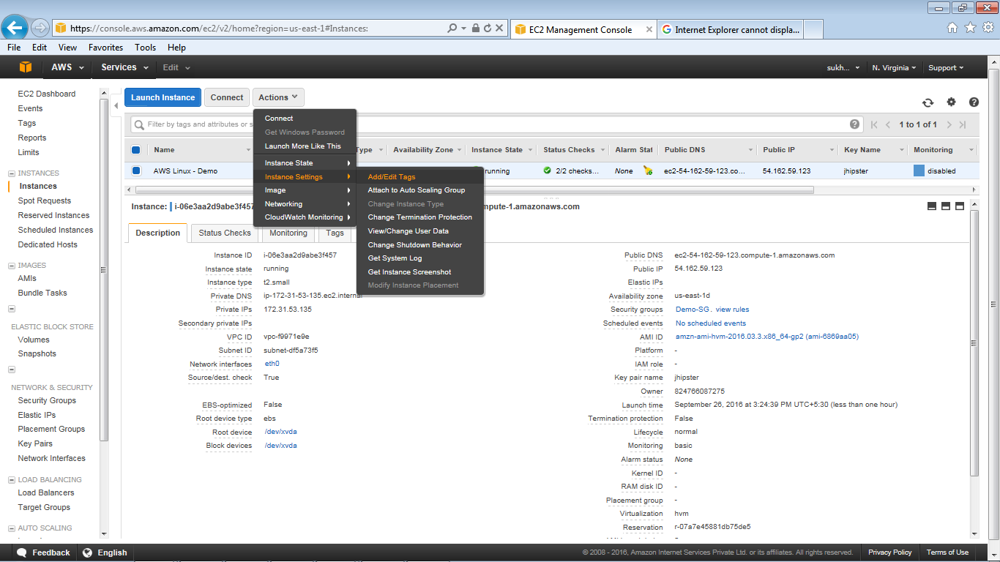 https://console.aws.amazon.com/ec2/v2/home?region=us-east-1#Instances:
EC2 Management Console
Internet Explorer cannot displa...
File Edit View Favorites Tools Help
AWS Services Edit sukh... N. Virginia Support
EC2 Dashboard
Events
Tags
Reports
Limits
INSTANCES
Instances
Spot Requests
Reserved Instances
Scheduled Instances
Dedicated Hosts
IMAGES
AMIs
Bundle Tasks
ELASTIC BLOCK STORE
Volumes
Snapshots
NETWORK & SECURITY
Security Groups
Elastic IPs
Placement Groups
Key Pairs
Network Interfaces
LOAD BALANCING
Load Balancers
Target Groups
AUTO SCALING
Launch Instance Connect Actions
Filter by tags and attributes or s
1 to 1 of 1
Name Type Availability Zone Instance State Status Checks Alarm Stat Public DNS Public IP Key Name Monitoring
AWS Linux - Demo running 2/2 checks... None ec2-54-162-59-123.co... 54.162.59.123 jhipster disabled
Connect
Get Windows Password
Launch More Like This
Instance State
Instance Settings
Image
Networking
CloudWatch Monitoring
Add/Edit Tags
Attach to Auto Scaling Group
Change Instance Type
Change Termination Protection
View/Change User Data
Change Shutdown Behavior
Get System Log
Get Instance Screenshot
Modify Instance Placement
Instance: i-06e3aa2d9abe3f457 mpute-1.amazonaws.com
Description Status Checks Monitoring Tags
Instance ID i-06e3aa2d9abe3f457
Instance state running
Instance type t2.small
Private DNS ip-172-31-53-135.ec2.internal
Private IPs 172.31.53.135
Secondary private IPs
VPC ID vpc-f9971e9e
Subnet ID subnet-df5a73f5
Network interfaces eth0
Source/dest. check True
EBS-optimized False
Root device type ebs
Root device /dev/xvda
Block devices /dev/xvda
Public DNS ec2-54-162-59-123.compute-1.amazonaws.com
Public IP 54.162.59.123
Elastic IPs
Availability zone us-east-1d
Security groups Demo-SG . view rules
Scheduled events No scheduled events
AMI ID amzn-ami-hvm-2016.03.3.x86_64-gp2 (ami-6869aa05)
Platform -
IAM role -
Key pair name jhipster
Owner 824766087275
Launch time September 26, 2016 at 3:24:39 PM UTC+5:30 (less than one hour)
Termination protection False
Lifecycle normal
Monitoring basic
Alarm status None
Kernel ID -
RAM disk ID -
Placement group -
Virtualization hvm
Reservation r-07a7e45881db75de5
Feedback English
© 2008 - 2016, Amazon Internet Services Private Ltd. or its affiliates. All rights reserved. Privacy Policy Terms of Use